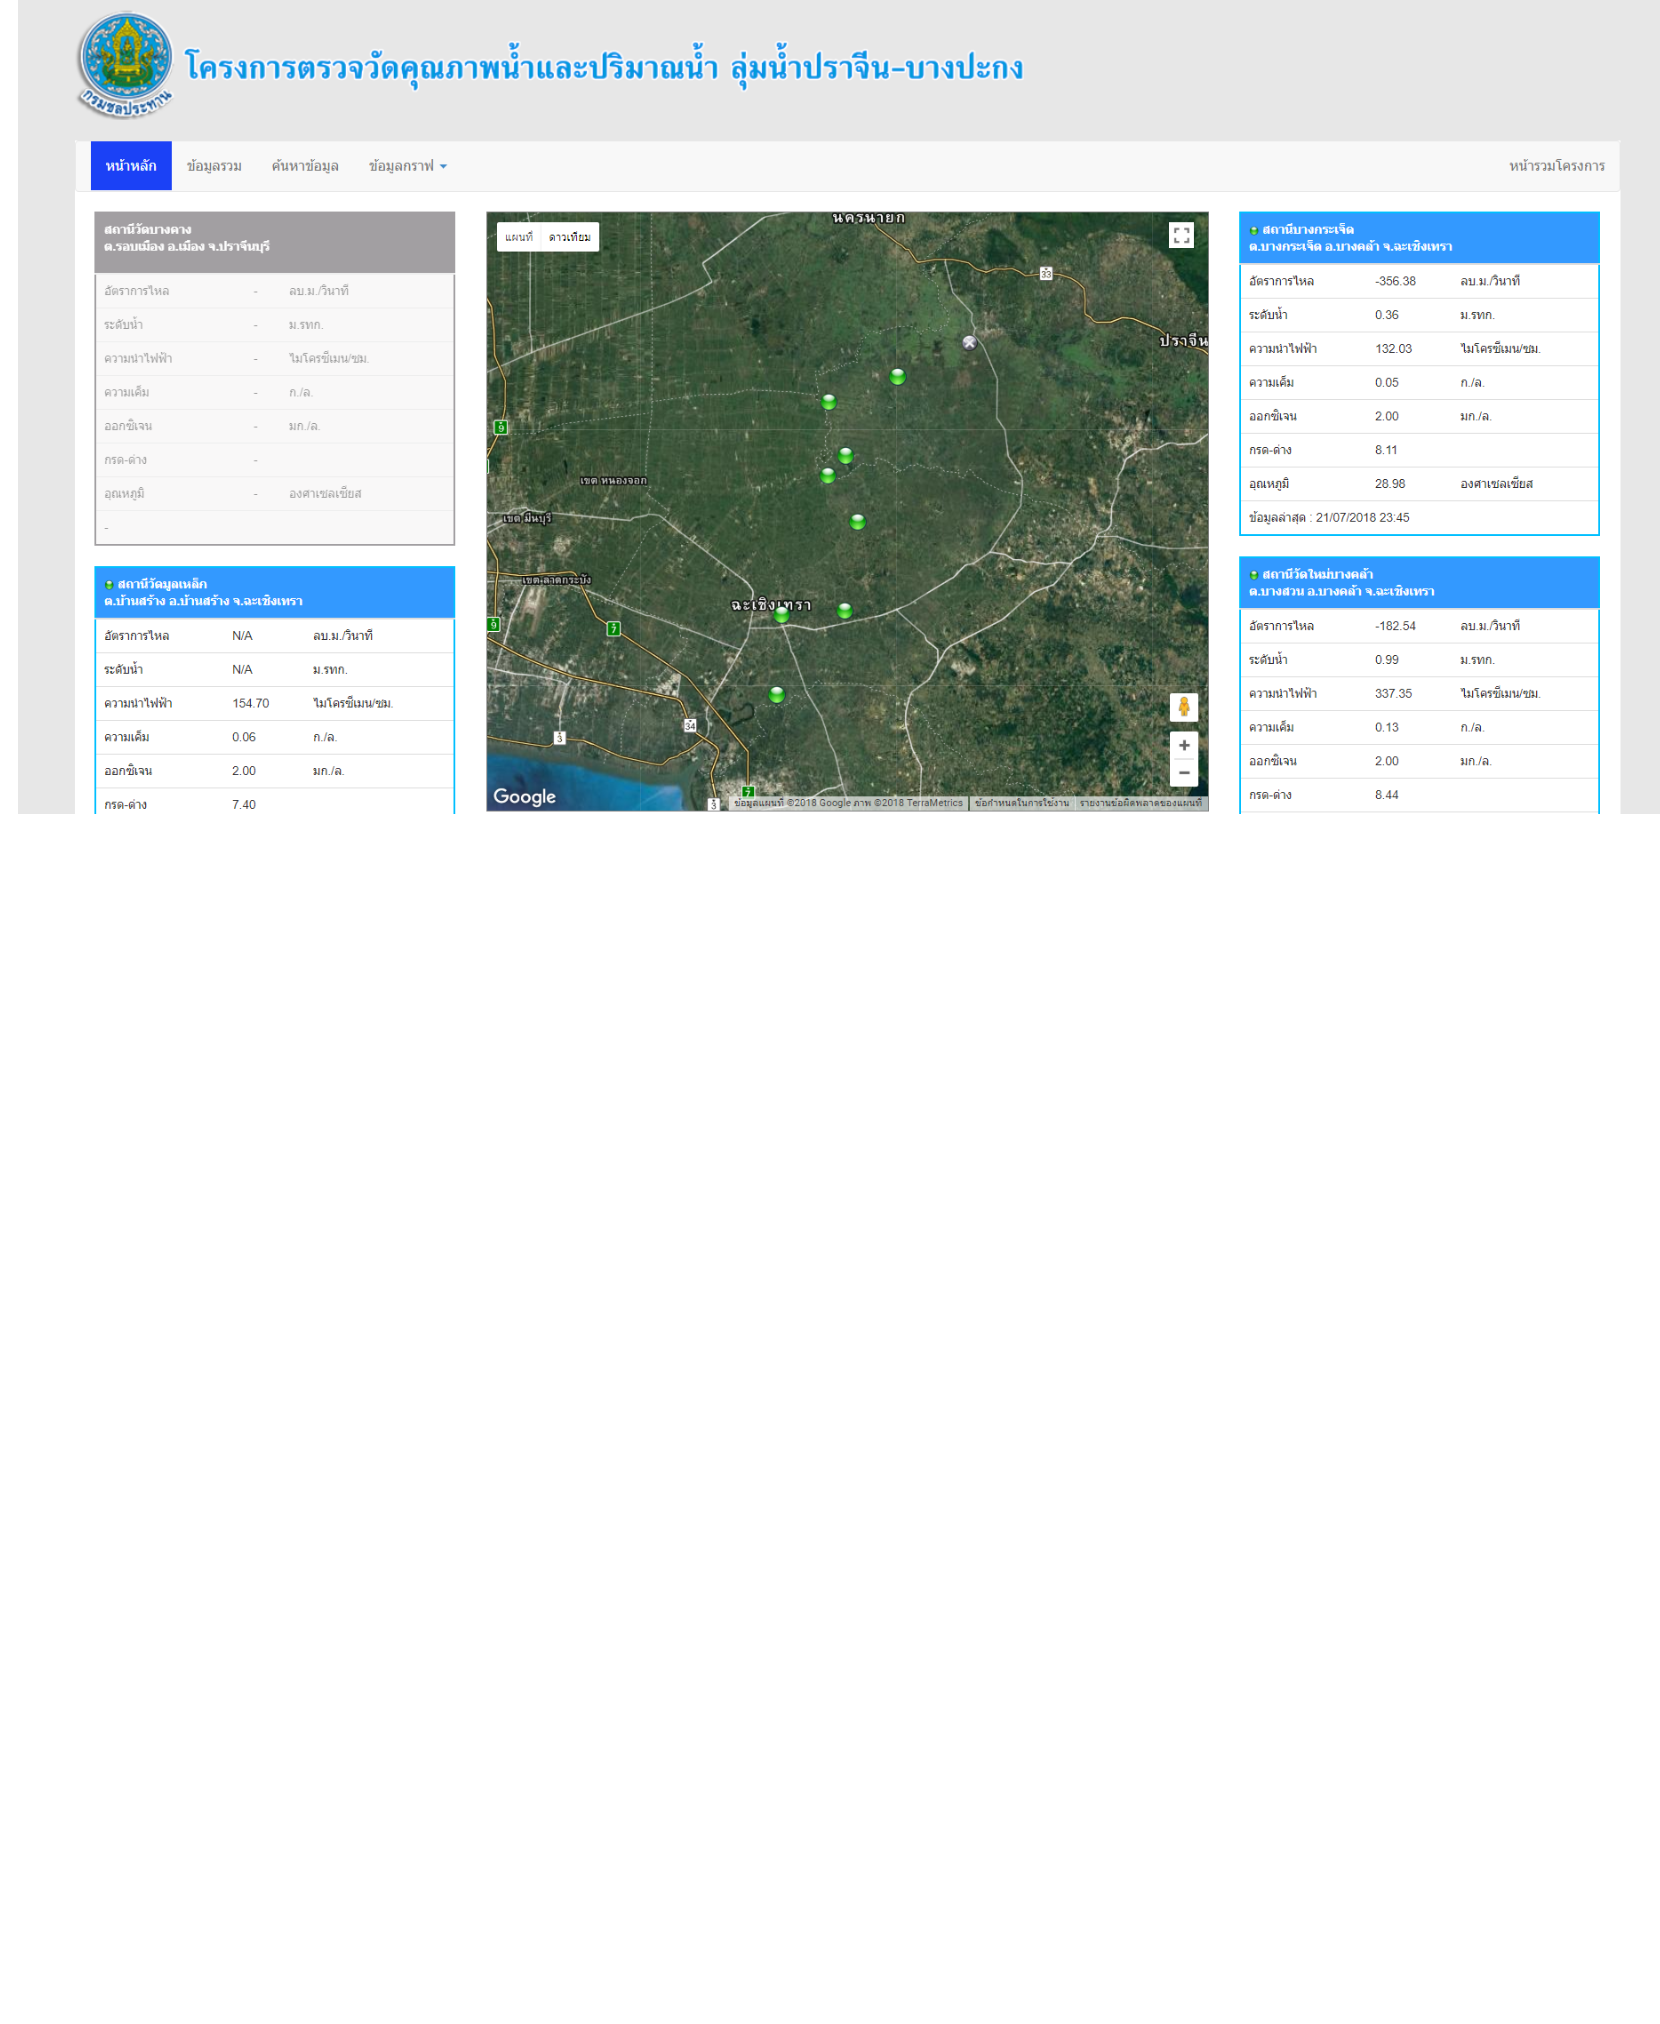 กรมชลประทาน
โครงการตรวจวัดคุณภาพน้ำและปริมาณน้ำ ลุ่มน้ำปราจีน-บางปะกง
หน้าหลัก ข้อมูลรวม ค้นหาข้อมูล ข้อมูลกราฟ หน้ารวมโครงการ
สถานีวัดบางคาง
ต.รอบเมือง อ.เมือง จ.ปราจีนบุรี
อัตราการไหล - ลบ.ม./วินาที
ระดับน้ำ - ม.รทก.
ความนำไฟฟ้า - ไมโครซีเมน/ซม.
ความเค็ม - ก./ล.
ออกซิเจน - มก./ล.
กรด-ด่าง -
อุณหภูมิ - องศาเซลเซียส
-
สถานีวัดมูลเหล็ก
ต.บ้านสร้าง อ.บ้านสร้าง จ.ฉะเชิงเทรา
อัตราการไหล N/A ลบ.ม./วินาที
ระดับน้ำ N/A ม.รทก.
ความนำไฟฟ้า 154.70 ไมโครซีเมน/ซม.
ความเค็ม 0.06 ก./ล.
ออกซิเจน 2.00 มก./ล.
กรด-ด่าง 7.40
แผนที่ ดาวเทียม
นครนายก
33
ปราจีน
9
เขต หนองจอก
เขต มีนบุรี
เขต ลาดกระบัง
ฉะเชิงเทรา
9
7
34
3
7
3
+
−
Google
ข้อมูลแผนที่ ©2018 Google ภาพ ©2018 TerraMetrics ข้อกำหนดในการใช้งาน รายงานข้อผิดพลาดของแผนที่
สถานีบางกระเจ็ด
ต.บางกระเจ็ด อ.บางคล้า จ.ฉะเชิงเทรา
อัตราการไหล -356.38 ลบ.ม./วินาที
ระดับน้ำ 0.36 ม.รทก.
ความนำไฟฟ้า 132.03 ไมโครซีเมน/ซม.
ความเค็ม 0.05 ก./ล.
ออกซิเจน 2.00 มก./ล.
กรด-ด่าง 8.11
อุณหภูมิ 28.98 องศาเซลเซียส
ข้อมูลล่าสุด : 21/07/2018 23:45
สถานีวัดใหม่บางคล้า
ต.บางสวน อ.บางคล้า จ.ฉะเชิงเทรา
อัตราการไหล -182.54 ลบ.ม./วินาที
ระดับน้ำ 0.99 ม.รทก.
ความนำไฟฟ้า 337.35 ไมโครซีเมน/ซม.
ความเค็ม 0.13 ก./ล.
ออกซิเจน 2.00 มก./ล.
กรด-ด่าง 8.44